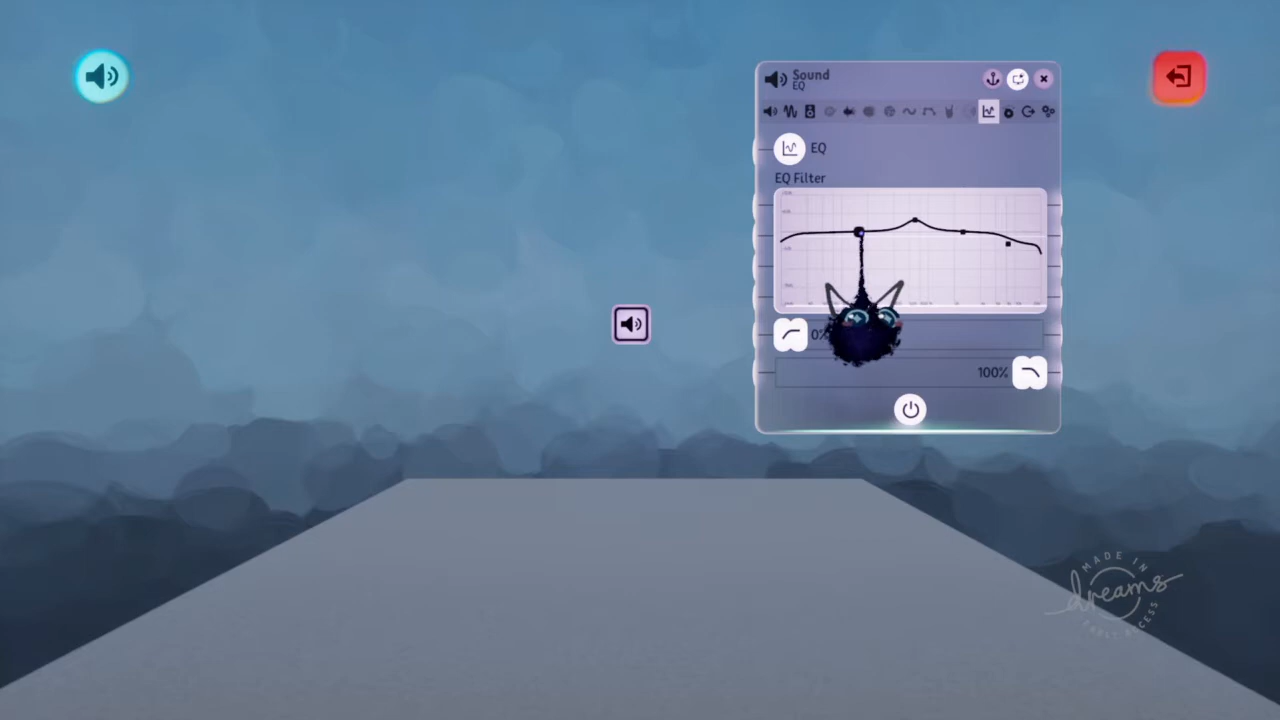 Sound
EQ
EQ
EQ Filter
0%
100%
MADE IN
dreams
EARLY ACCESS